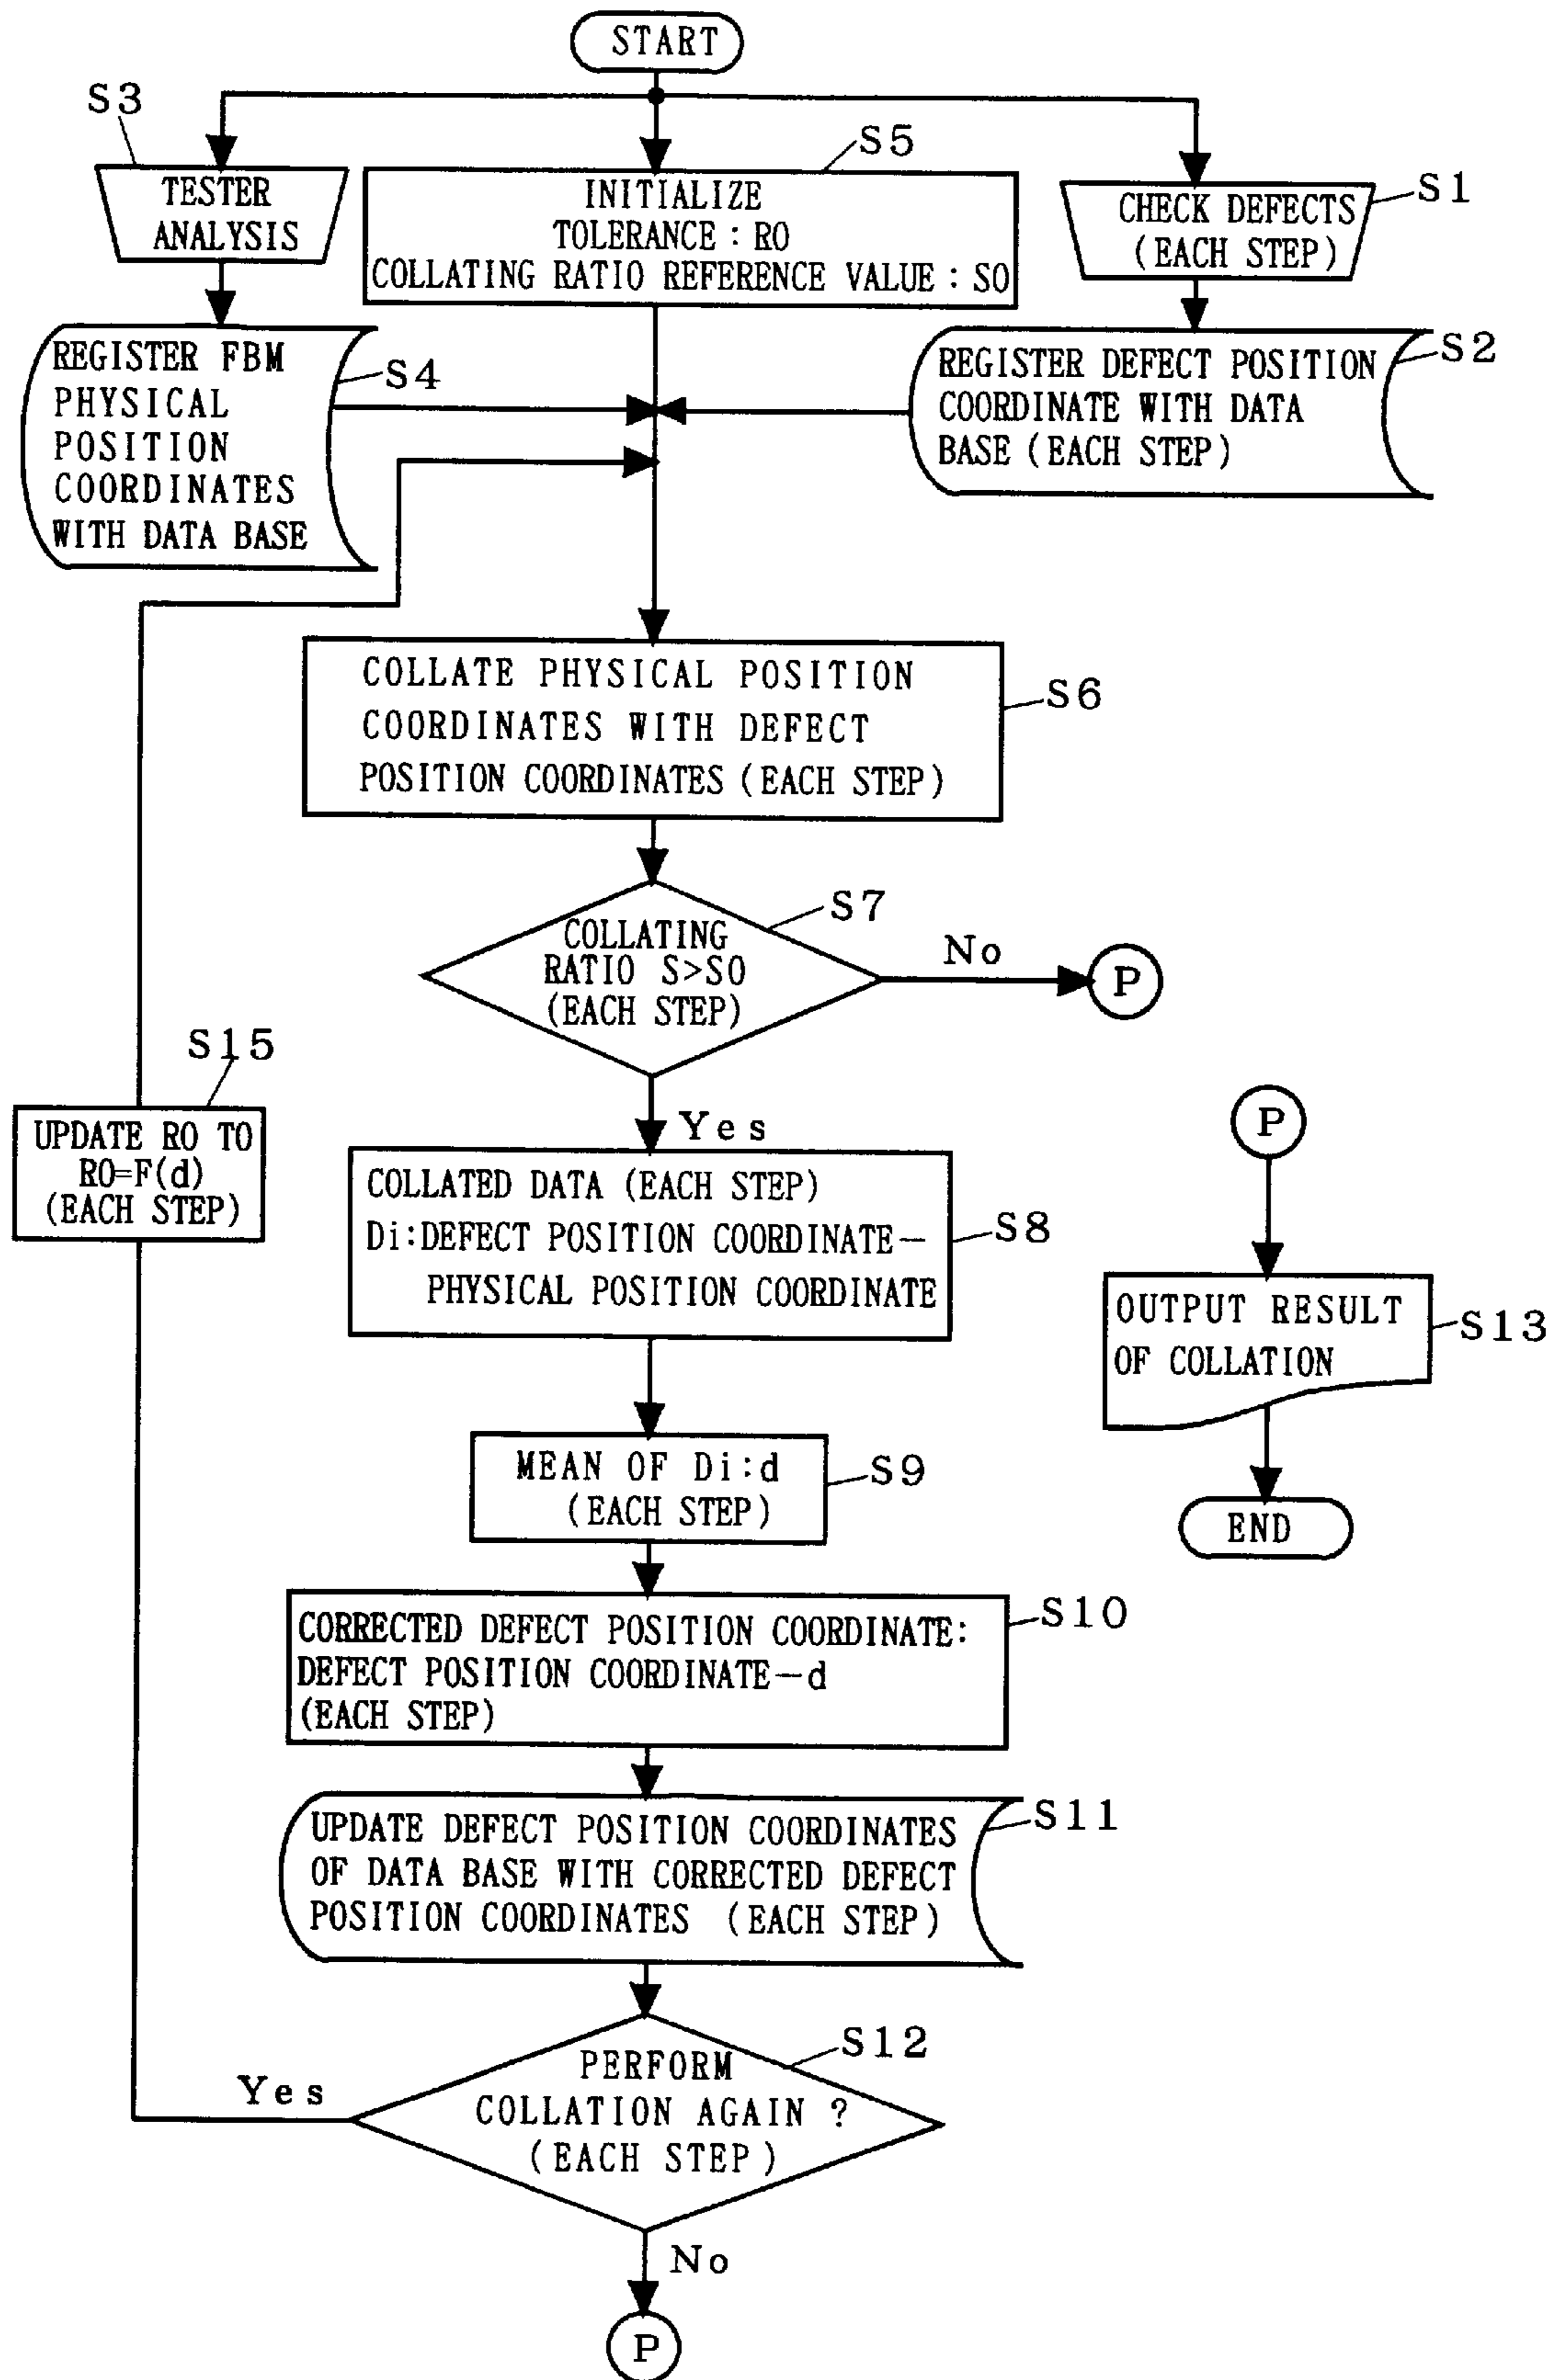 START
S3
S5
S1
TESTER
ANALYSIS
INITIALIZE
TOLERANCE : R0
COLLATING RATIO REFERENCE VALUE : S0
CHECK DEFECTS
(EACH STEP)
REGISTER FBM
PHYSICAL
POSITION
COORDINATES
WITH DATA BASE
S4
REGISTER DEFECT POSITION
COORDINATE WITH DATA
BASE (EACH STEP)
S2
COLLATE PHYSICAL POSITION
COORDINATES WITH DEFECT
POSITION COORDINATES (EACH STEP)
S6
COLLATING
RATIO S>S0
(EACH STEP)
S7
No
P
Yes
S15
UPDATE R0 TO
R0=F(d)
(EACH STEP)
COLLATED DATA (EACH STEP)
Di:DEFECT POSITION COORDINATE−
PHYSICAL POSITION COORDINATE
S8
P
OUTPUT RESULT
OF COLLATION
S13
END
MEAN OF Di:d
(EACH STEP)
S9
CORRECTED DEFECT POSITION COORDINATE:
DEFECT POSITION COORDINATE−d
(EACH STEP)
S10
UPDATE DEFECT POSITION COORDINATES
OF DATA BASE WITH CORRECTED DEFECT
POSITION COORDINATES (EACH STEP)
S11
PERFORM
COLLATION AGAIN ?
(EACH STEP)
S12
Yes
No
P